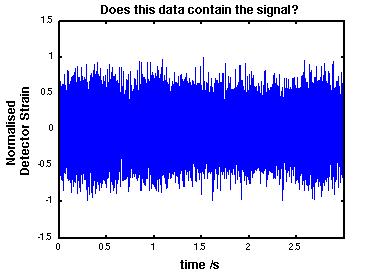 Does this data contain the signal?
1.5
1
0.5
0
-0.5
-1
-1.5
Normalised
Detector Strain
0 0.5 1 1.5 2 2.5
time /s